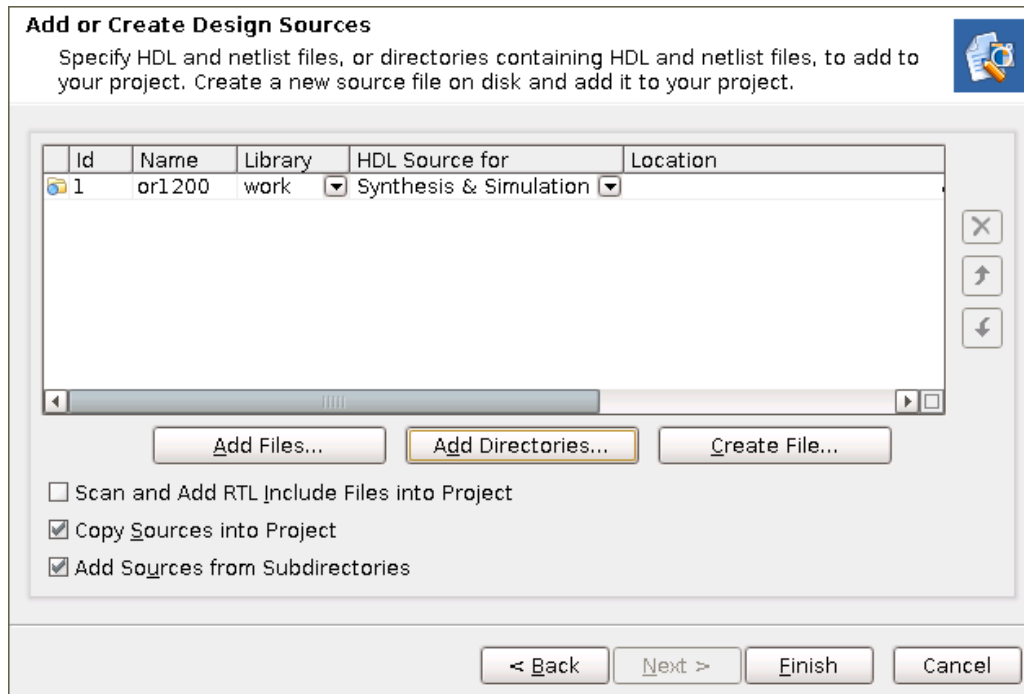 Add or Create Design Sources
Specify HDL and netlist files, or directories containing HDL and netlist files, to add to
your project. Create a new source file on disk and add it to your project.
Id Name Library HDL Source for Location
1 or1200 work Synthesis & Simulation
Add Files... Add Directories... Create File...
Scan and Add RTL Include Files into Project
Copy Sources into Project
Add Sources from Subdirectories
< Back Next > Finish Cancel